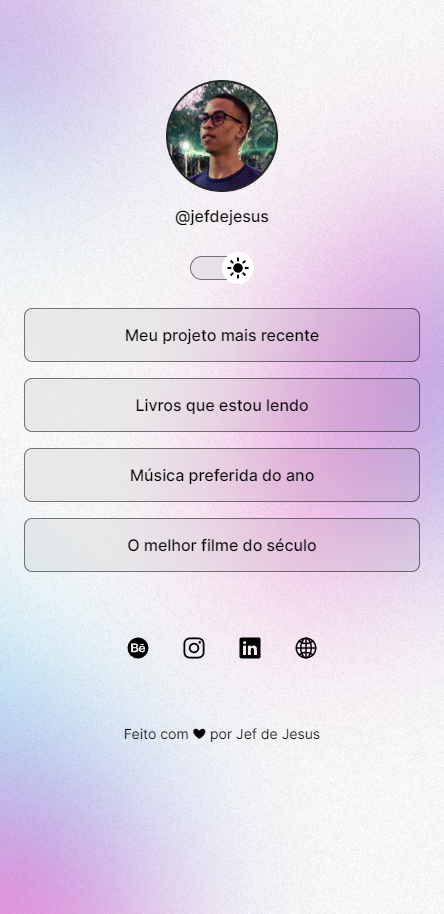 @jefdejesus
Meu projeto mais recente
Livros que estou lendo
Música preferida do ano
O melhor filme do século
Bē in
Feito com ♥ por Jef de Jesus